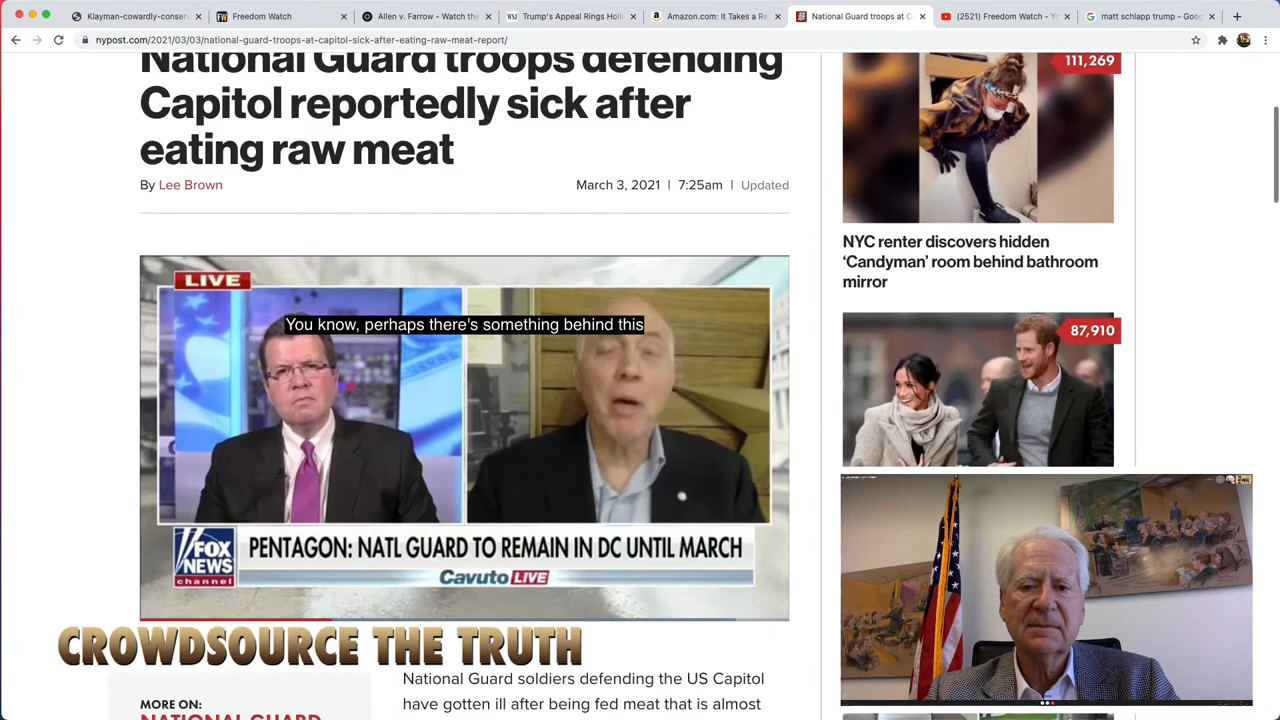 Kayman-cowardly-conser
Freedom Watch
Allen v. Farrow - Watch the
Trump's Appeal Rings Holl
Amazon.com: It Takes a Re
National Guard troops at C
(2521) Freedom Watch - Y
matt schlapp trump - Goo
nypost.com/2021/03/03/national-guard-troops-at-capitol-sick-after-eating-raw-meat-report/
National Guard troops defending
Capitol reportedly sick after
eating raw meat
By Lee Brown
March 3, 2021 | 7:25am | Updated
LIVE
You know, perhaps there's something behind this
FOX
NEWS
channel
PENTAGON: NATL GUARD TO REMAIN IN DC UNTIL MARCH
Cavuto LIVE
CROWDSOURCE THE TRUTH
MORE ON:
NATIONAL GUARD
National Guard soldiers defending the US Capitol
have gotten ill after being fed meat that is almost
111,269
NYC renter discovers hidden
‘Candyman’ room behind bathroom
mirror
87,910